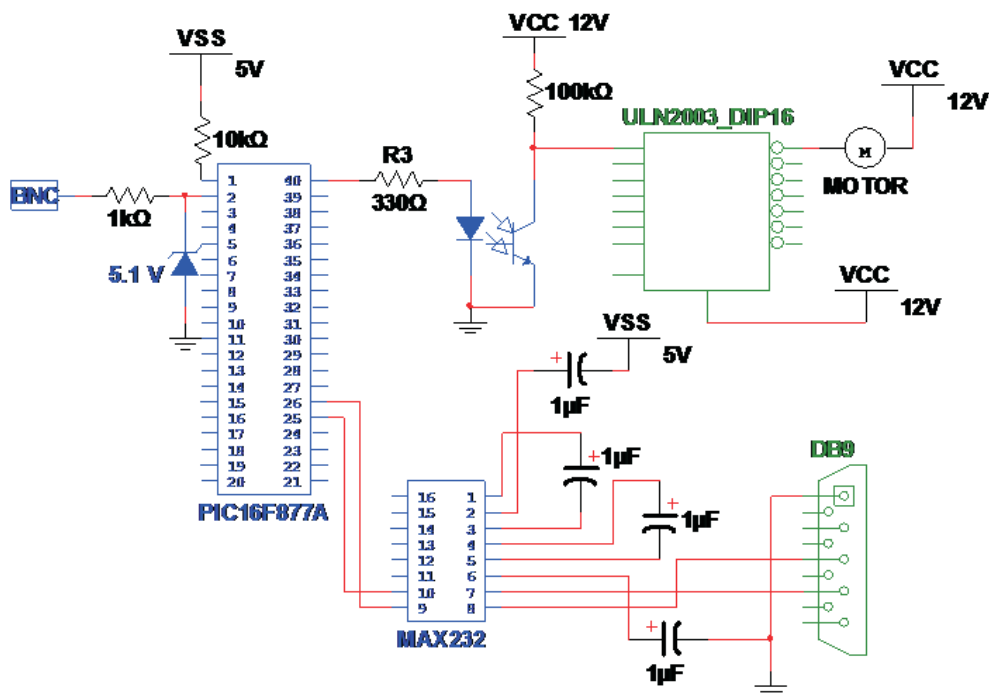 VSS
5V
10kΩ
BNC
1kΩ
5.1 V
1 40
2 39
3 38
4 37
5 36
6 35
7 34
8 33
9 32
10 31
11 30
12 29
13 28
14 27
15 26
16 25
17 24
18 23
19 22
20 21
PIC16F877A
R3
330Ω
VCC 12V
100kΩ
ULN2003_DIP16
M
MOTOR
VCC
12V
VCC
12V
VSS
5V
+
1µF
+1µF
+
1µF
16 1
15 2
14 3
13 4
12 5
11 6
10 7
9 8
MAX232
+
1µF
DB9